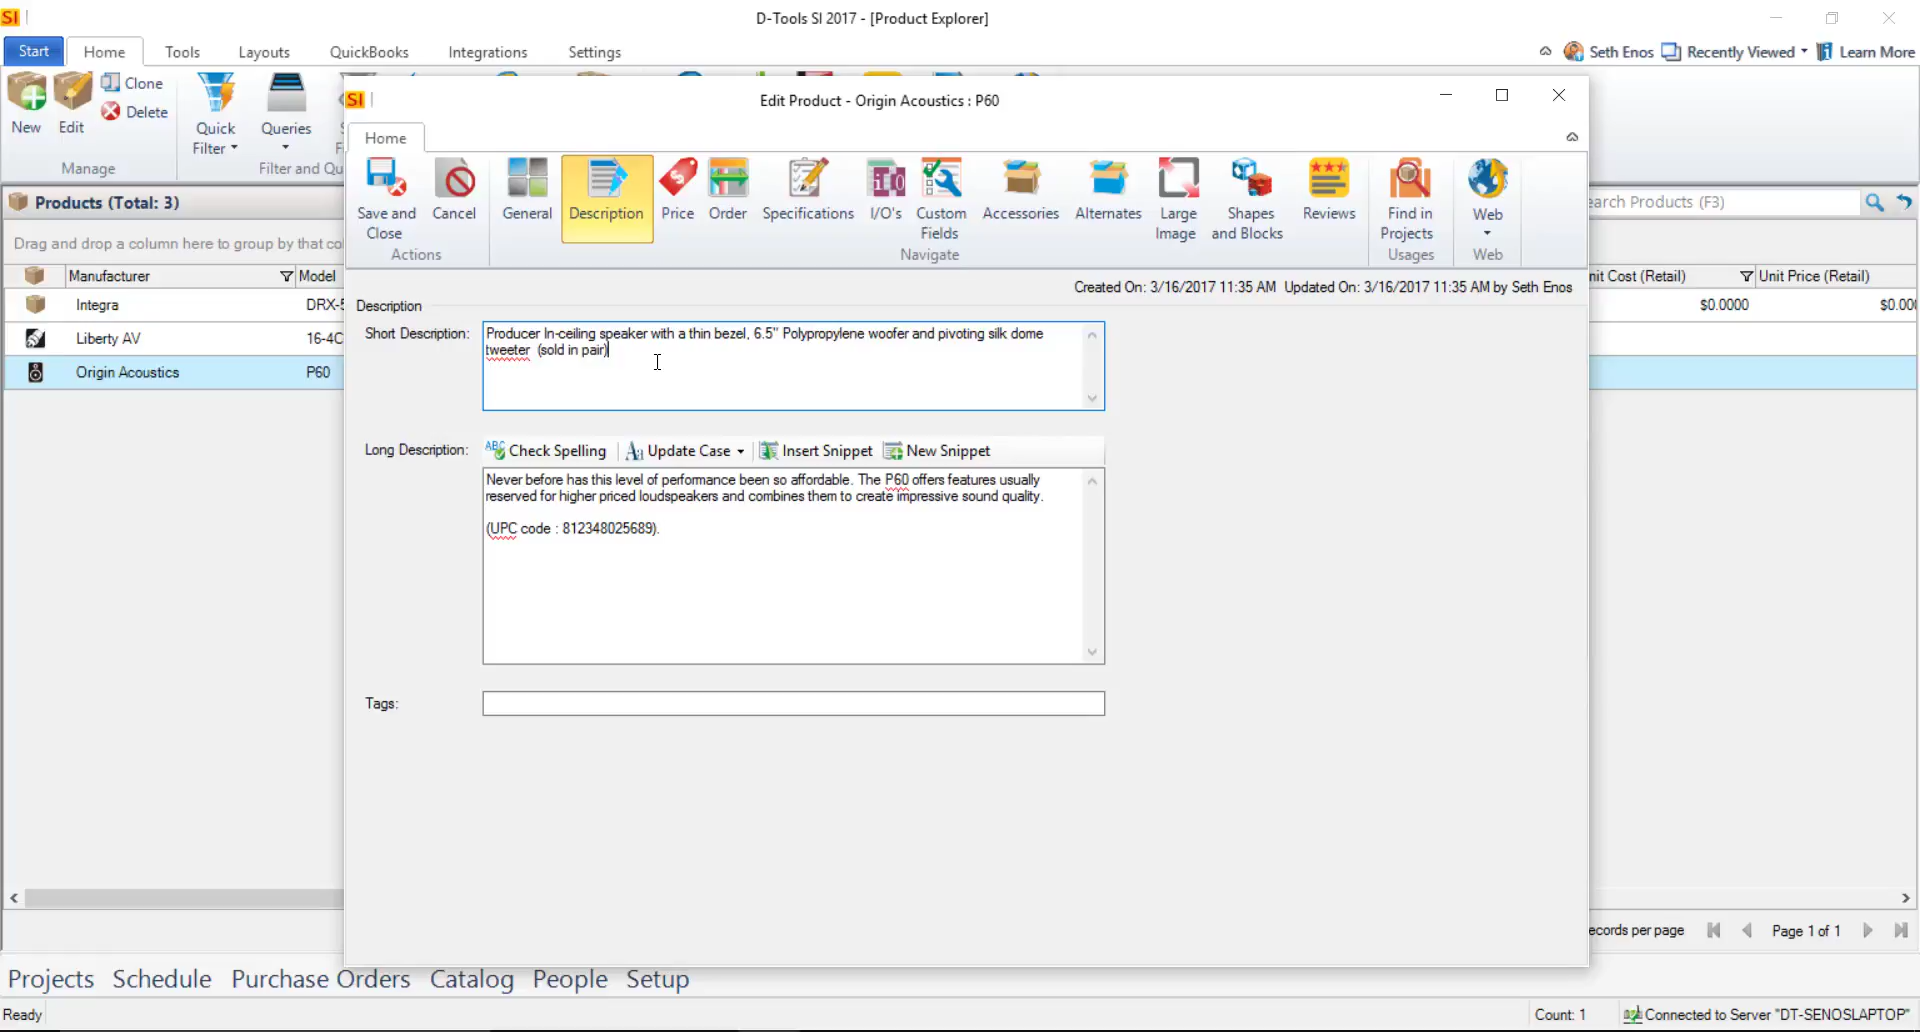 SI
D-Tools SI 2017 - [Product Explorer]
Start
Home
Tools
Layouts
QuickBooks
Integrations
Settings
Seth Enos
Recently Viewed
Learn More
New
Edit
Clone
Delete
Manage
Quick
Filter
Queries
Filter and Qu
SI
Edit Product - Origin Acoustics : P60
Home
Save and
Close
Cancel
Actions
General
Description
Price
Order
Specifications
I/O's
Custom
Fields
Accessories
Alternates
Large
Image
Shapes
and Blocks
Reviews
Navigate
Find in
Projects
Usages
Web
Web
Products (Total: 3)
earch Products (F3)
Drag and drop a column here to group by that co
Manufacturer
Model
nit Cost (Retail)
Unit Price (Retail)
Integra
DRX-5
$0.0000
$0.000
Liberty AV
16-4C
Origin Acoustics
P60
Created On: 3/16/2017 11:35 AM Updated On: 3/16/2017 11:35 AM by Seth Enos
Description
Short Description:
Producer In-ceiling speaker with a thin bezel, 6.5" Polypropylene woofer and pivoting silk dome
tweeter (sold in pair)
Long Description:
ABC
Check Spelling
Update Case
Insert Snippet
New Snippet
Never before has this level of performance been so affordable. The P60 offers features usually
reserved for higher priced loudspeakers and combines them to create impressive sound quality.
(UPC code : 812348025689).
Tags:
ecords per page
Page 1 of 1
Projects
Schedule
Purchase Orders
Catalog
People
Setup
Ready
Count: 1
Connected to Server "DT-SENOSLAPTOP"